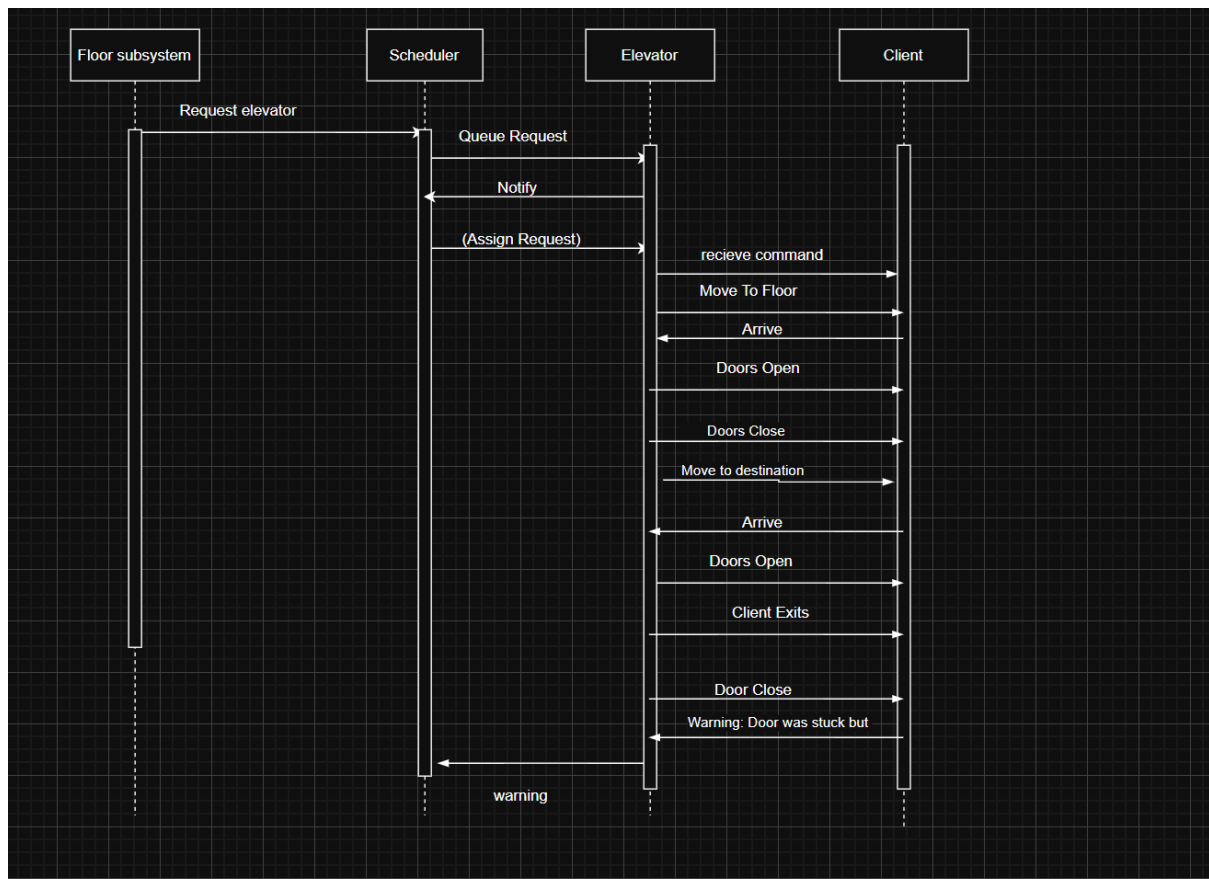 Floor subsystem
Scheduler
Elevator
Client
Request elevator
Queue Request
Notify
(Assign Request)
recieve command
Move To Floor
Arrive
Doors Open
Doors Close
Move to destination
Arrive
Doors Open
Client Exits
Door Close
Warning: Door was stuck but
warning